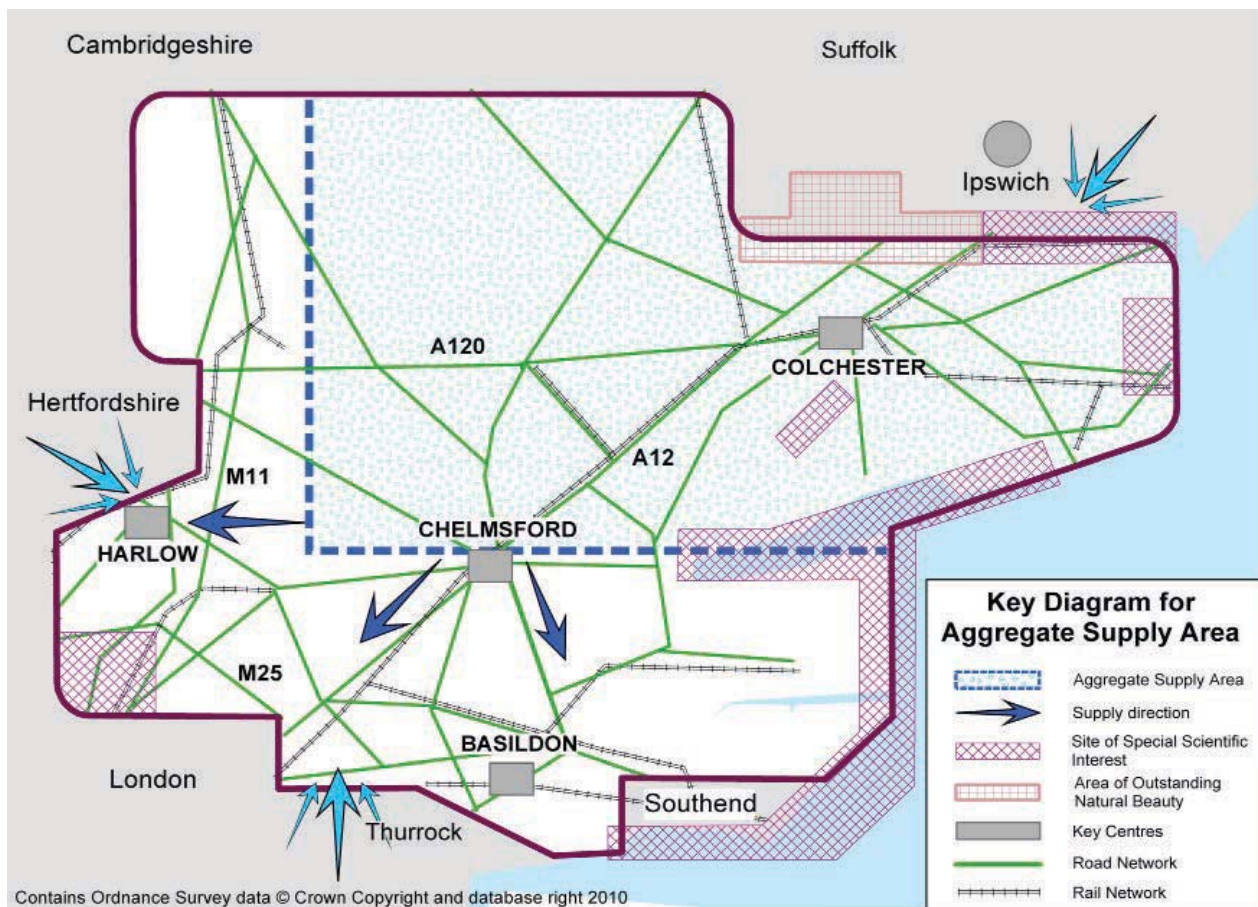 Cambridgeshire
Suffolk
Ipswich
A120
COLCHESTER
Hertfordshire
M11
A12
CHELMSFORD
HARLOW
M25
BASILDON
London
Southend
Thurrock
Key Diagram for
Aggregate Supply Area
Aggregate Supply Area
Supply direction
Site of Special Scientific
Interest
Area of Outstanding
Natural Beauty
Key Centres
Road Network
Rail Network
Contains Ordnance Survey data © Crown Copyright and database right 2010